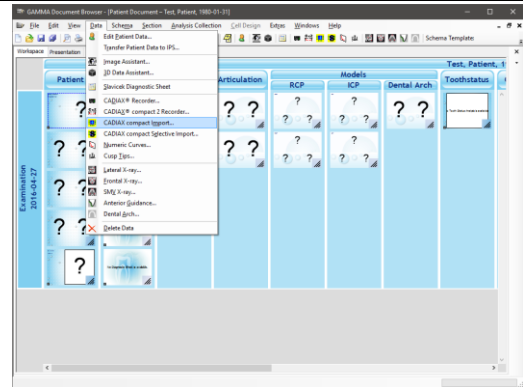 GAMMA Document Browser - [Patient Document - Test, Patient, 1980-01-31]
File Edit View Data Schema Section Analysis Collection Cell Design Extras Windows Help
Schema Template
Workspace Presentation
Edit Patient Data...
Transfer Patient Data to IPS...
Image Assistant...
3D Data Assistant...
Slavicek Diagnostic Sheet
CADIAX® Recorder...
CADIAX® compact 2 Recorder...
CADIAX compact Import...
CADIAX compact Selective Import...
Numeric Curves...
Cusp Tips...
Lateral X-ray...
Frontal X-ray...
SMV X-ray...
Anterior Guidance...
Dental Arch...
Delete Data
Test, Patient, 1
Patient
Articulation
Models
RCP
ICP
Dental Arch
Toothstatus
Examination
2016-04-27
? ?
? ?
?
? ?
?
? ?
? ?
?
? ?
? ?
?
? ?
? ?
? ?
? ?
?